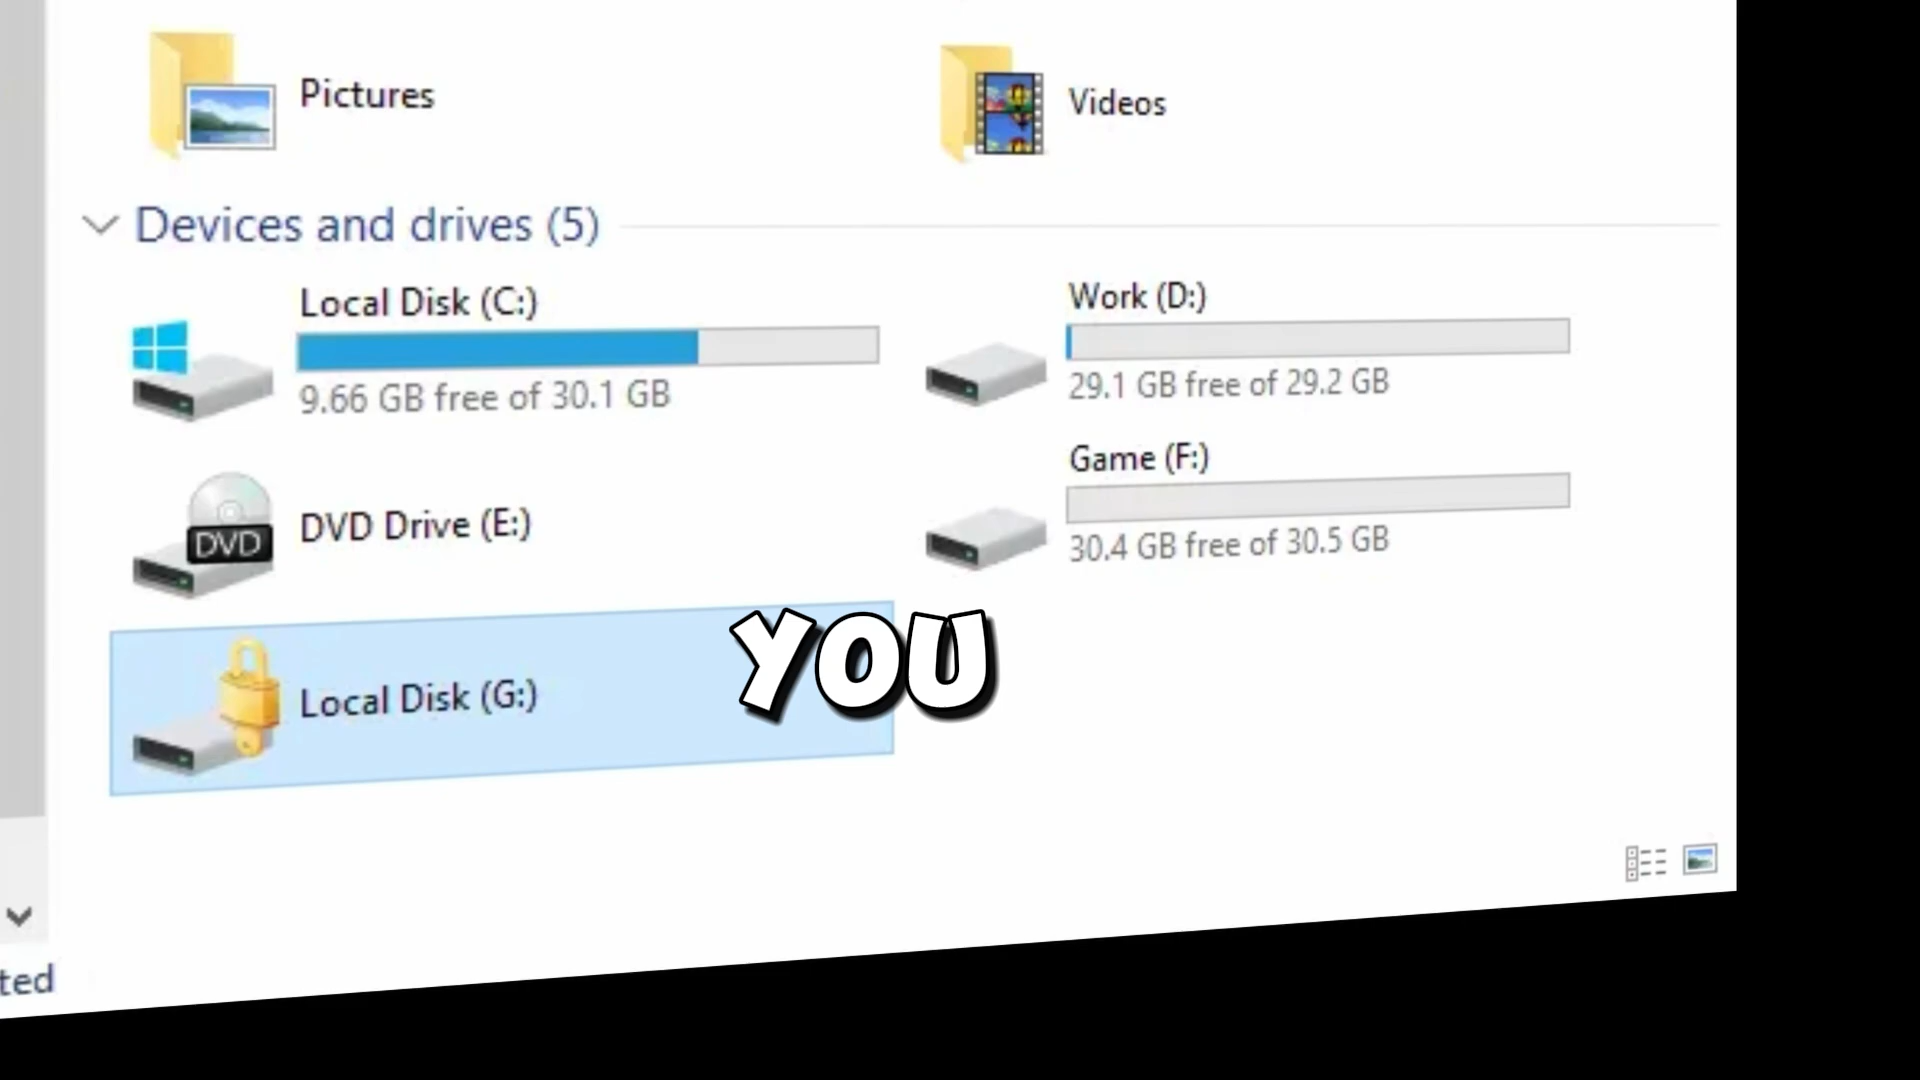 Pictures
Videos
Devices and drives (5)
Local Disk (C:)
9.66 GB free of 30.1 GB
Work (D:)
29.1 GB free of 29.2 GB
DVD
DVD Drive (E:)
Game (F:)
30.4 GB free of 30.5 GB
Local Disk (G:)
YOU
ted